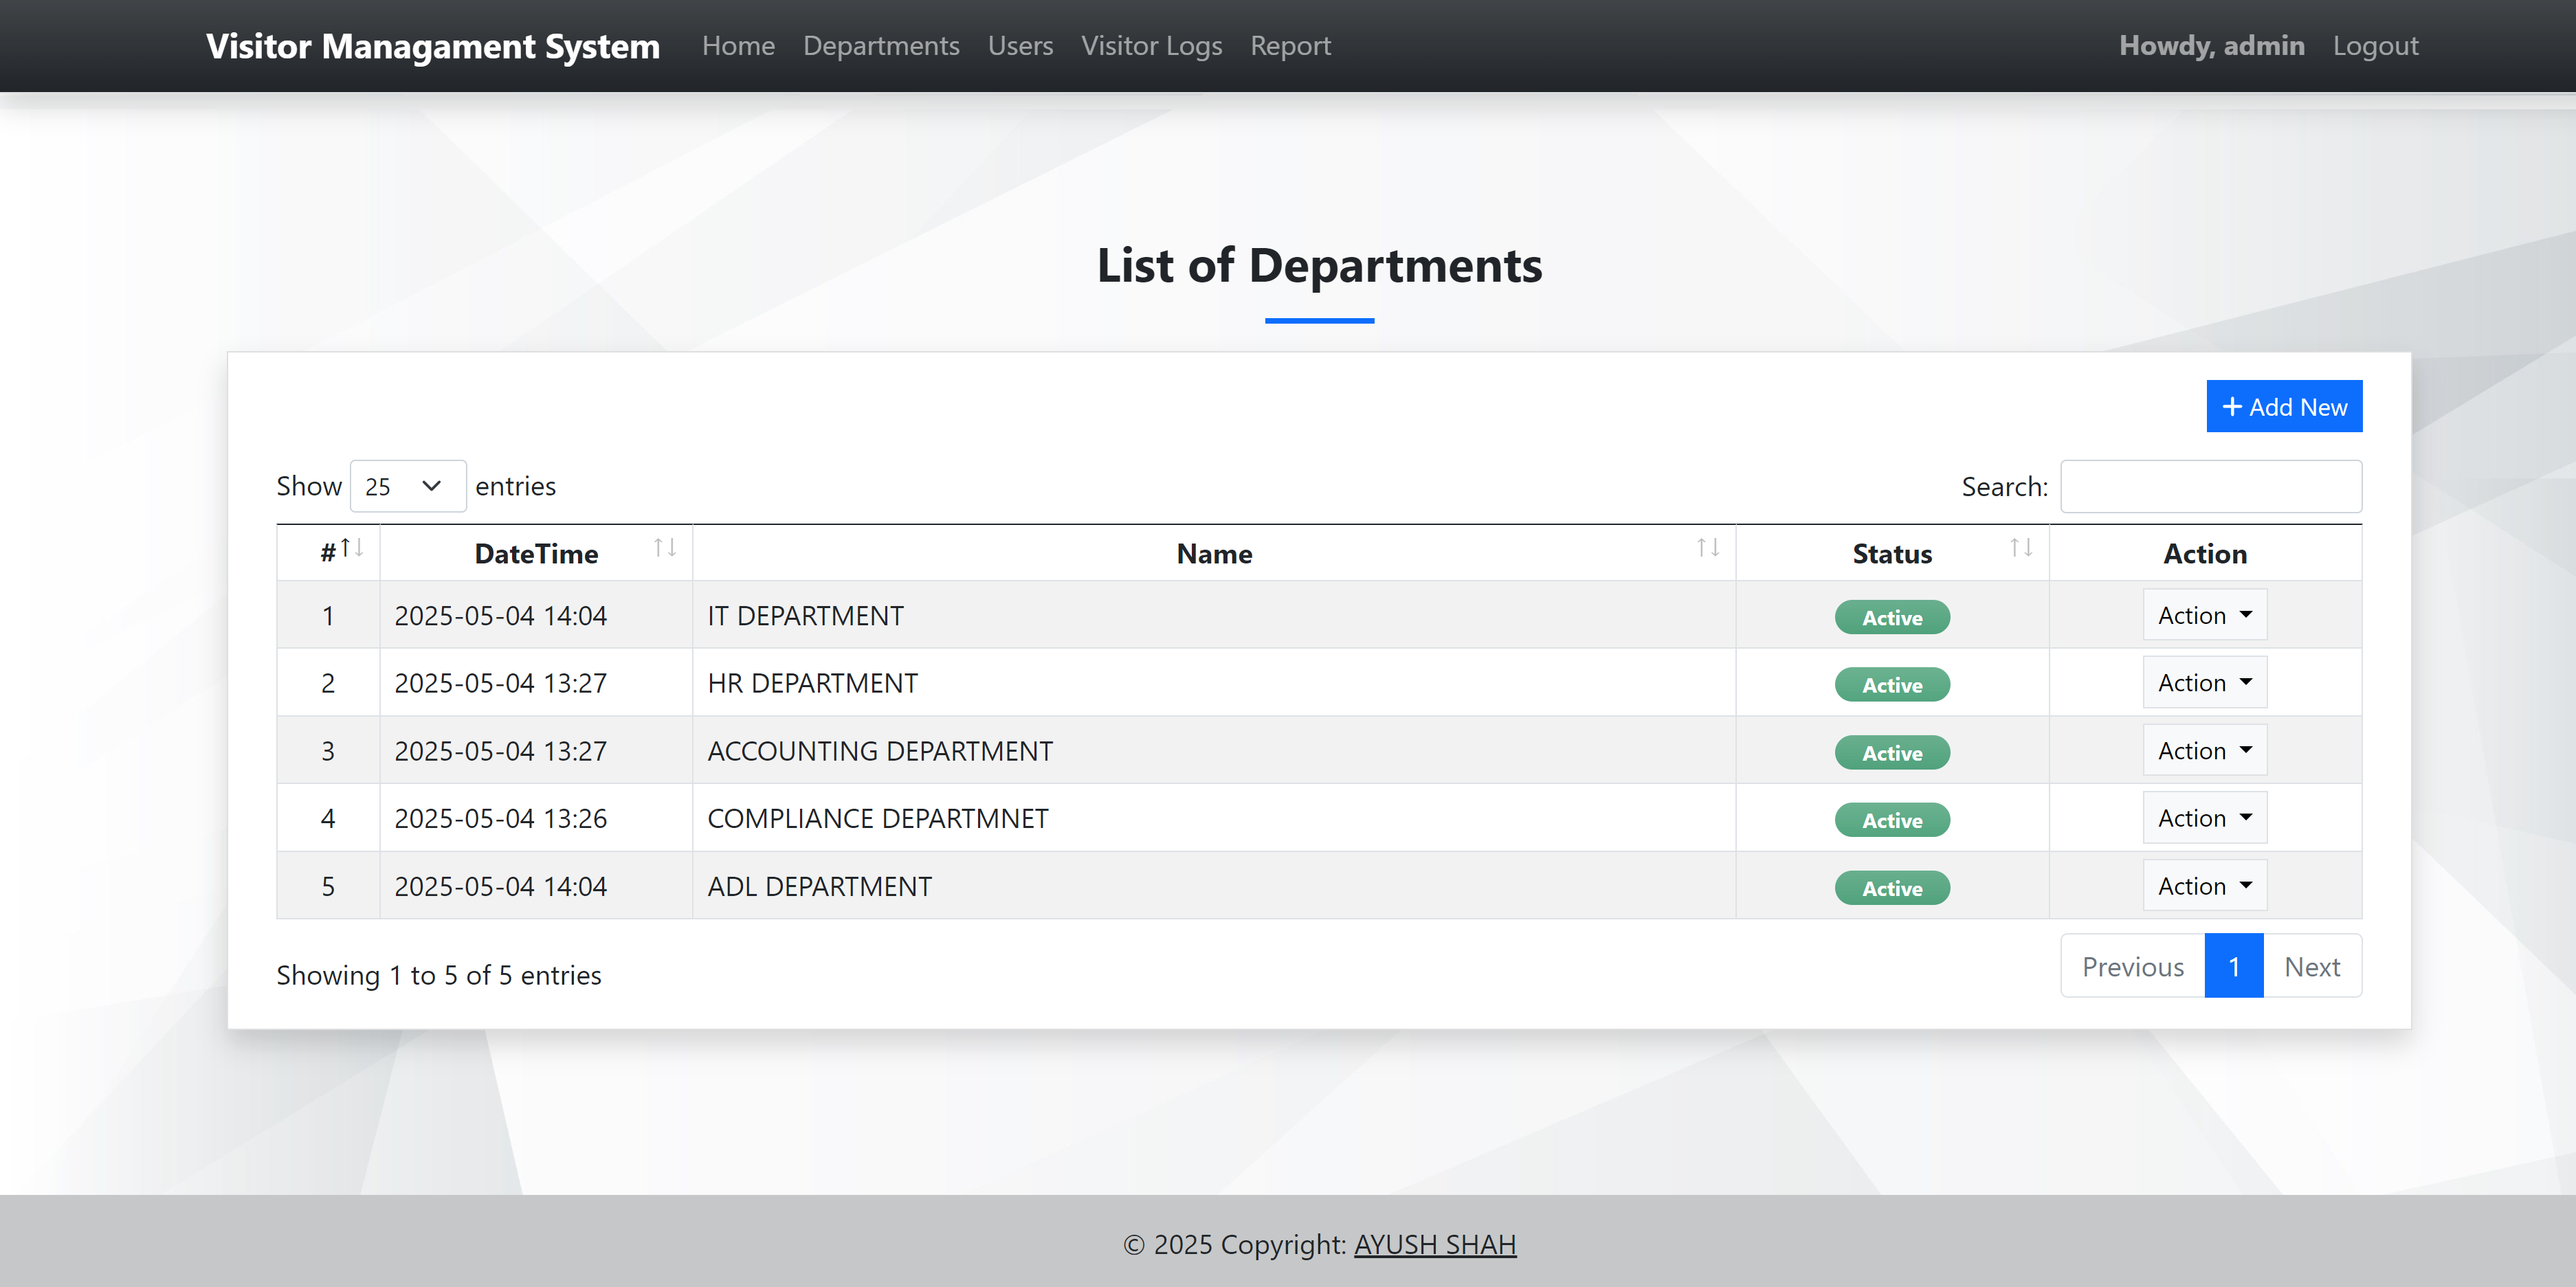 Visitor Managament System Home Departments Users Visitor Logs Report Howdy, admin Logout
List of Departments
+ Add New
Show 25 entries Search:
# DateTime Name Status Action
1 2025-05-04 14:04 IT DEPARTMENT Active Action
2 2025-05-04 13:27 HR DEPARTMENT Active Action
3 2025-05-04 13:27 ACCOUNTING DEPARTMENT Active Action
4 2025-05-04 13:26 COMPLIANCE DEPARTMNET Active Action
5 2025-05-04 14:04 ADL DEPARTMENT Active Action
Showing 1 to 5 of 5 entries Previous 1 Next
© 2025 Copyright: AYUSH SHAH